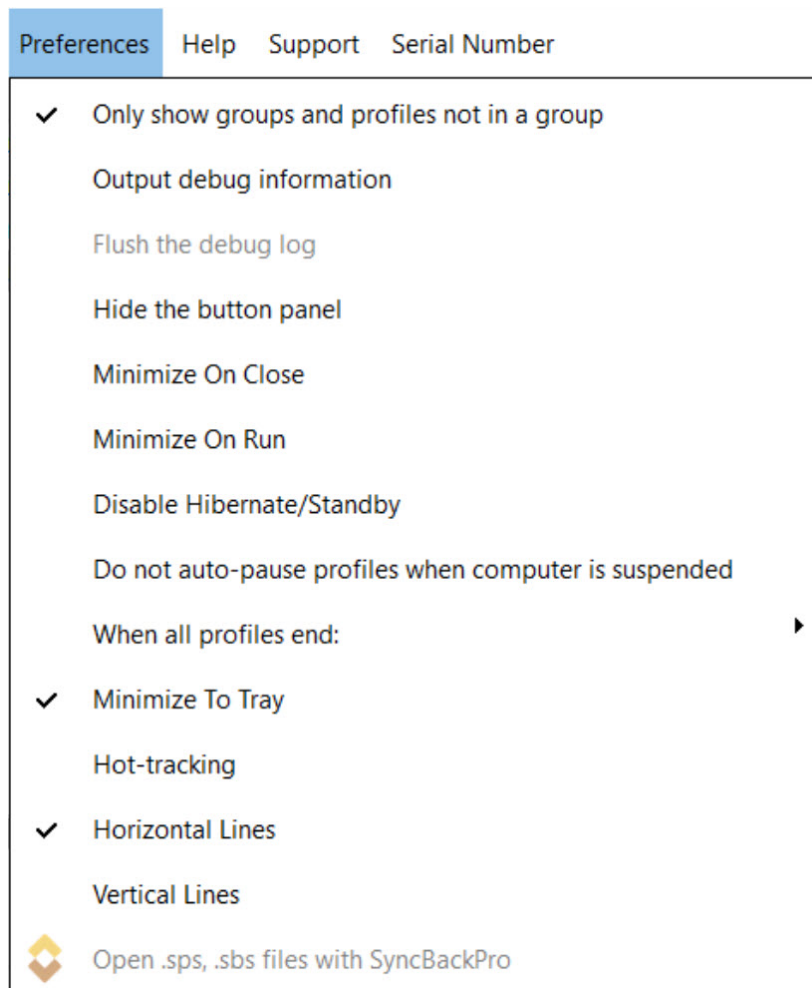 Preferences Help Support Serial Number
Only show groups and profiles not in a group
Output debug information
Flush the debug log
Hide the button panel
Minimize On Close
Minimize On Run
Disable Hibernate/Standby
Do not auto-pause profiles when computer is suspended
When all profiles end:
Minimize To Tray
Hot-tracking
Horizontal Lines
Vertical Lines
Open .sps, .sbs files with SyncBackPro